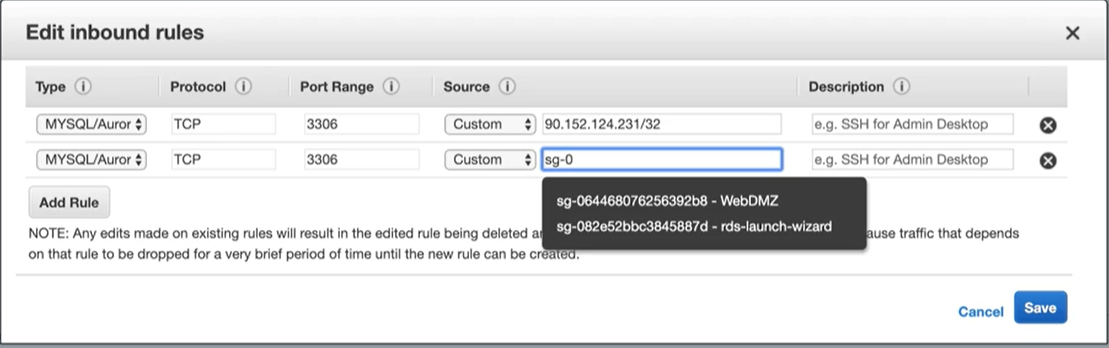 Edit inbound rules
Type Protocol Port Range Source Description
MYSQL/Auror TCP 3306 Custom 90.152.124.231/32 e.g. SSH for Admin Desktop
MYSQL/Auror TCP 3306 Custom sg-0 e.g. SSH for Admin Desktop
sg-064468076256392b8 - WebDMZ
Add Rule
sg-082e52bbc3845887d - rds-launch-wizard
NOTE: Any edits made on existing rules will result in the edited rule being deleted traffic that depends
on that rule to be dropped for a very brief period of time until the new rule can be created.
Cancel Save